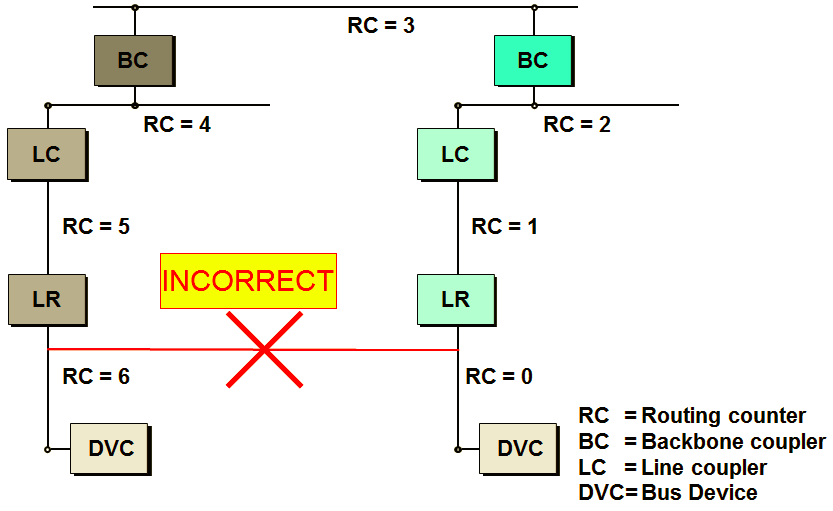 RC = 3
BC
BC
RC = 4
RC = 2
LC
LC
RC = 5
RC = 1
INCORRECT
LR
LR
RC = 6
RC = 0
DVC
DVC
RC = Routing counter
BC = Backbone coupler
LC = Line coupler
DVC= Bus Device